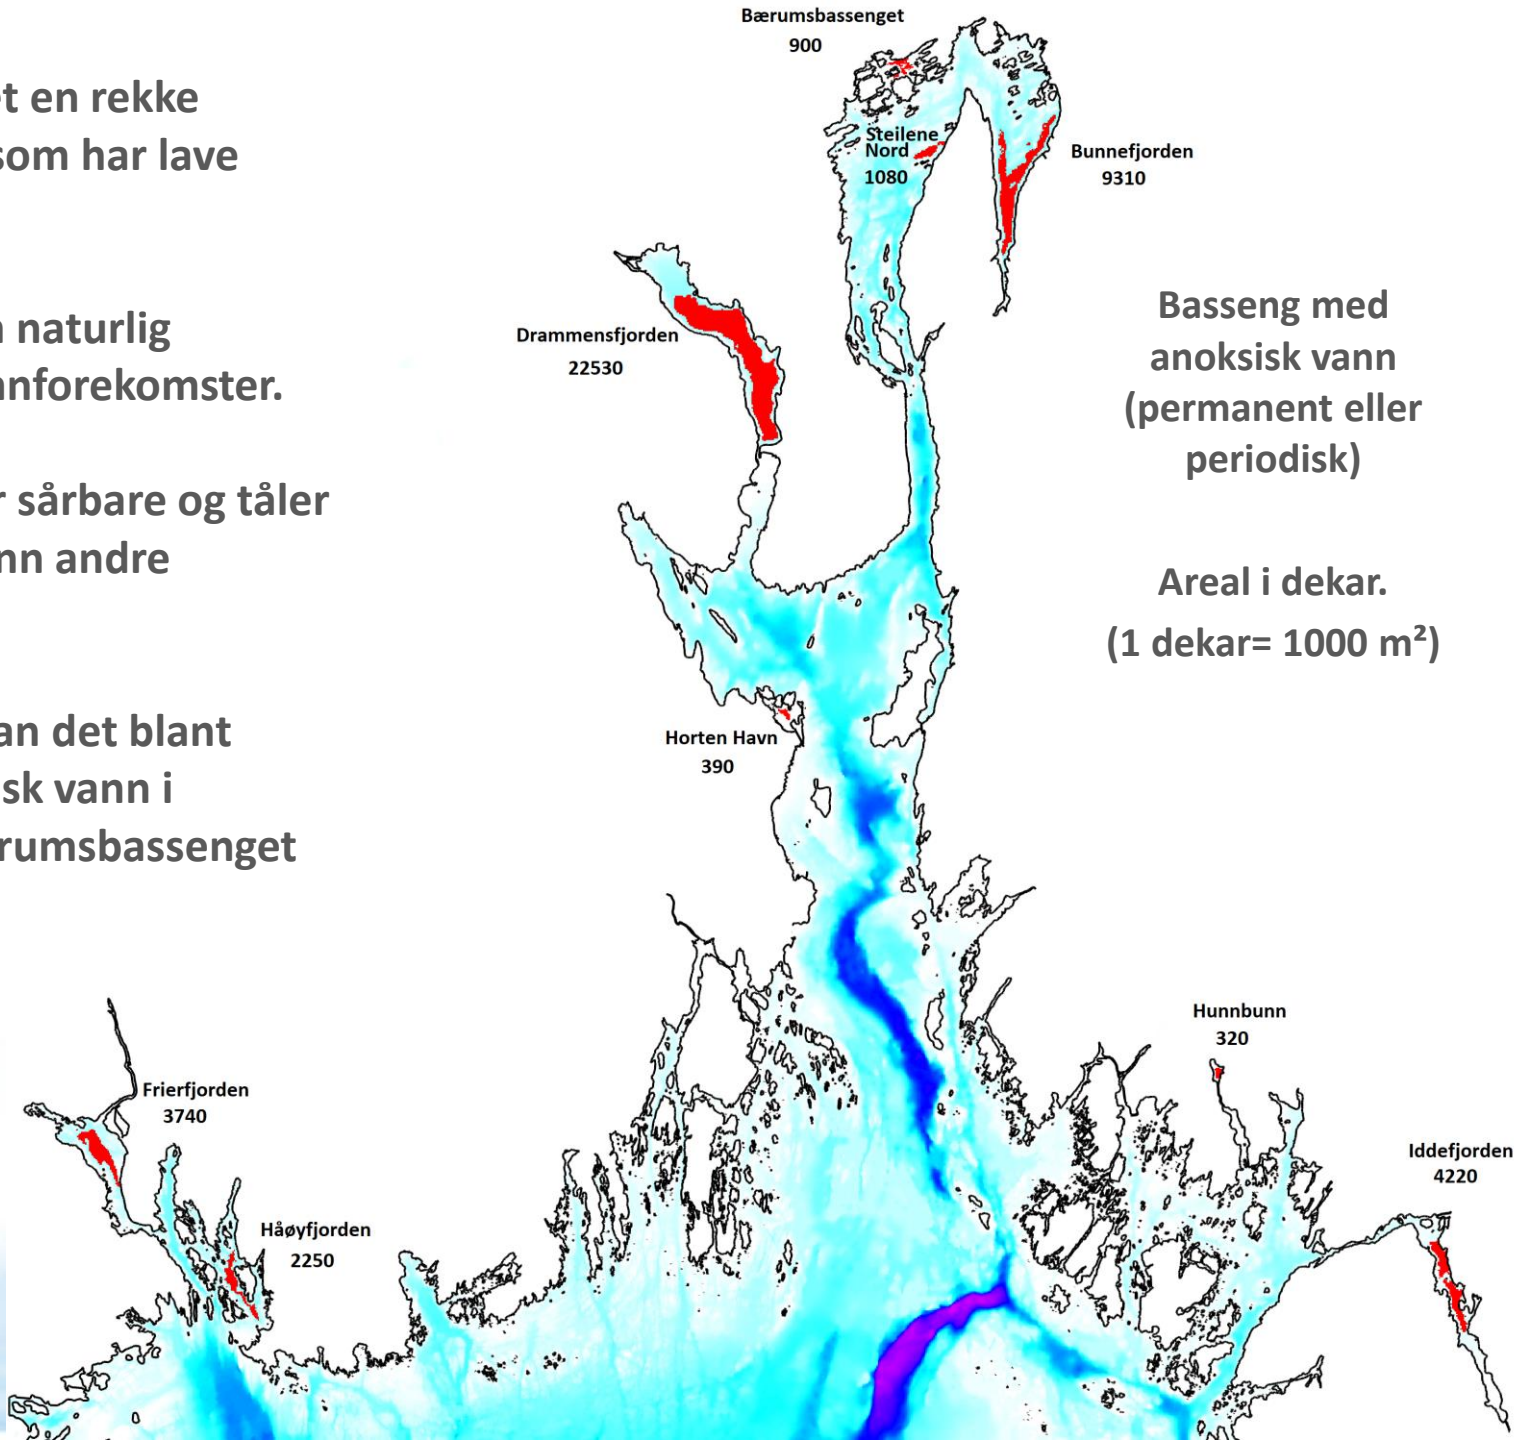 et en rekke
som har lave
naturlig
nnforekomster.
r sårbare og tåler
nn andre
an det blant
sk vann i
rumsbassenget
Bærumsbassenget
900
Steilene
Nord
1080
Bunnefjorden
9310
Drammensfjorden
22530
Basseng med
anoksisk vann
(permanent eller
periodisk)
Areal i dekar.
(1 dekar= 1000 m²)
Horten Havn
390
Hunnbunn
320
Frierfjorden
3740
Iddefjorden
4220
Håøyfjorden
2250